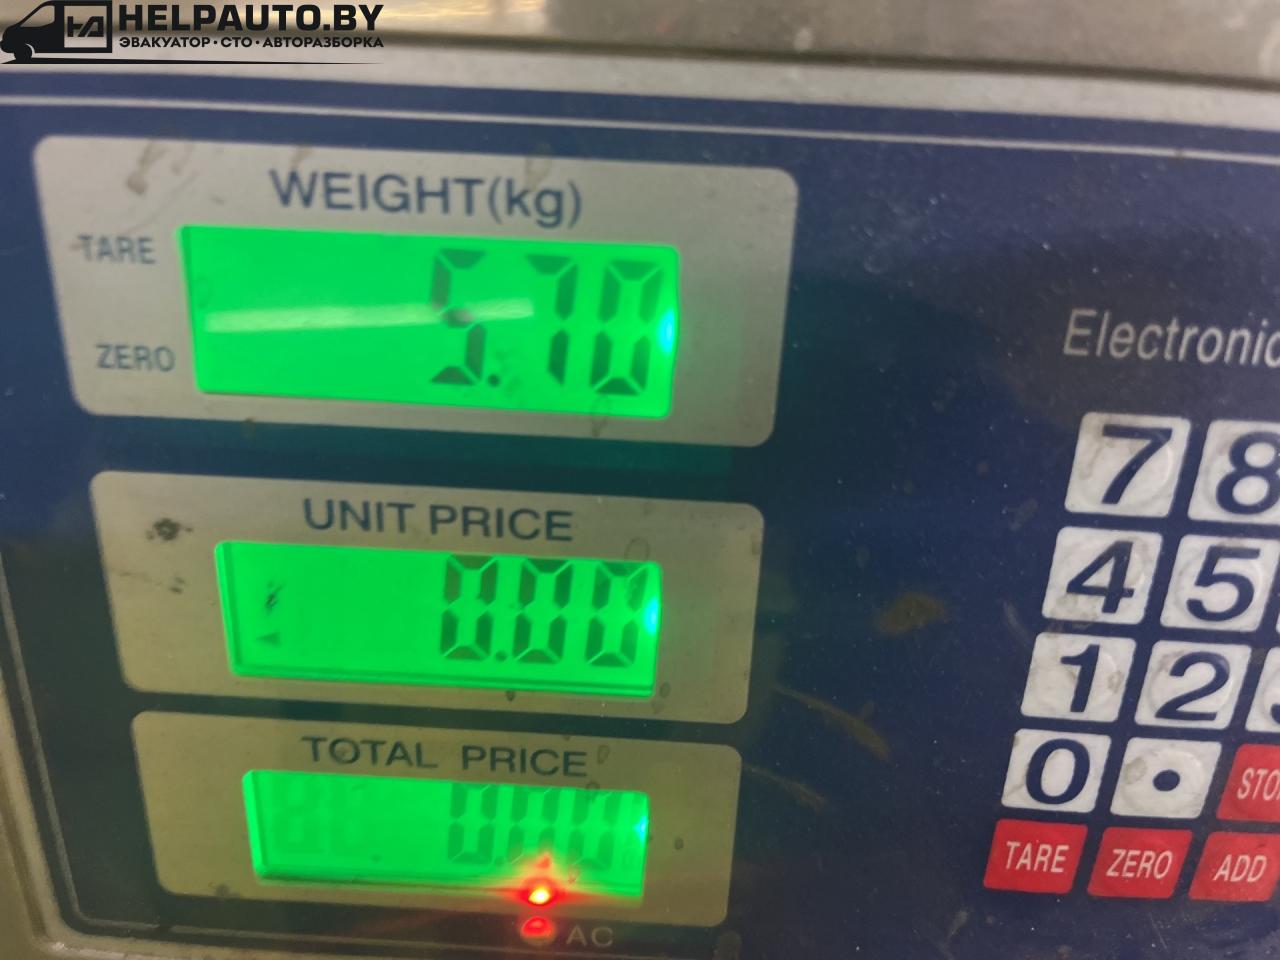 HELPAUTO.BY
ЭВАКУАТОР·СТО·АВТОРАЗБОРКА
WEIGHT(kg)
TARE
5.70
ZERO
Electronic
UNIT PRICE
0.00
TOTAL PRICE
0.00
AC
7 8
4 5
1 2
0 .
TARE ZERO ADD